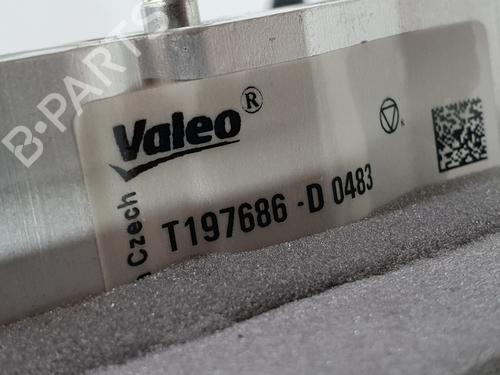 B-PARTS
Valeo®
Czech
T197686 -D 0483